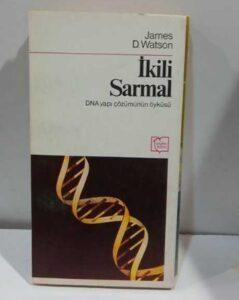 James
D. Watson
İkili
Sarmal
DNA yapı çözümünün öyküsü